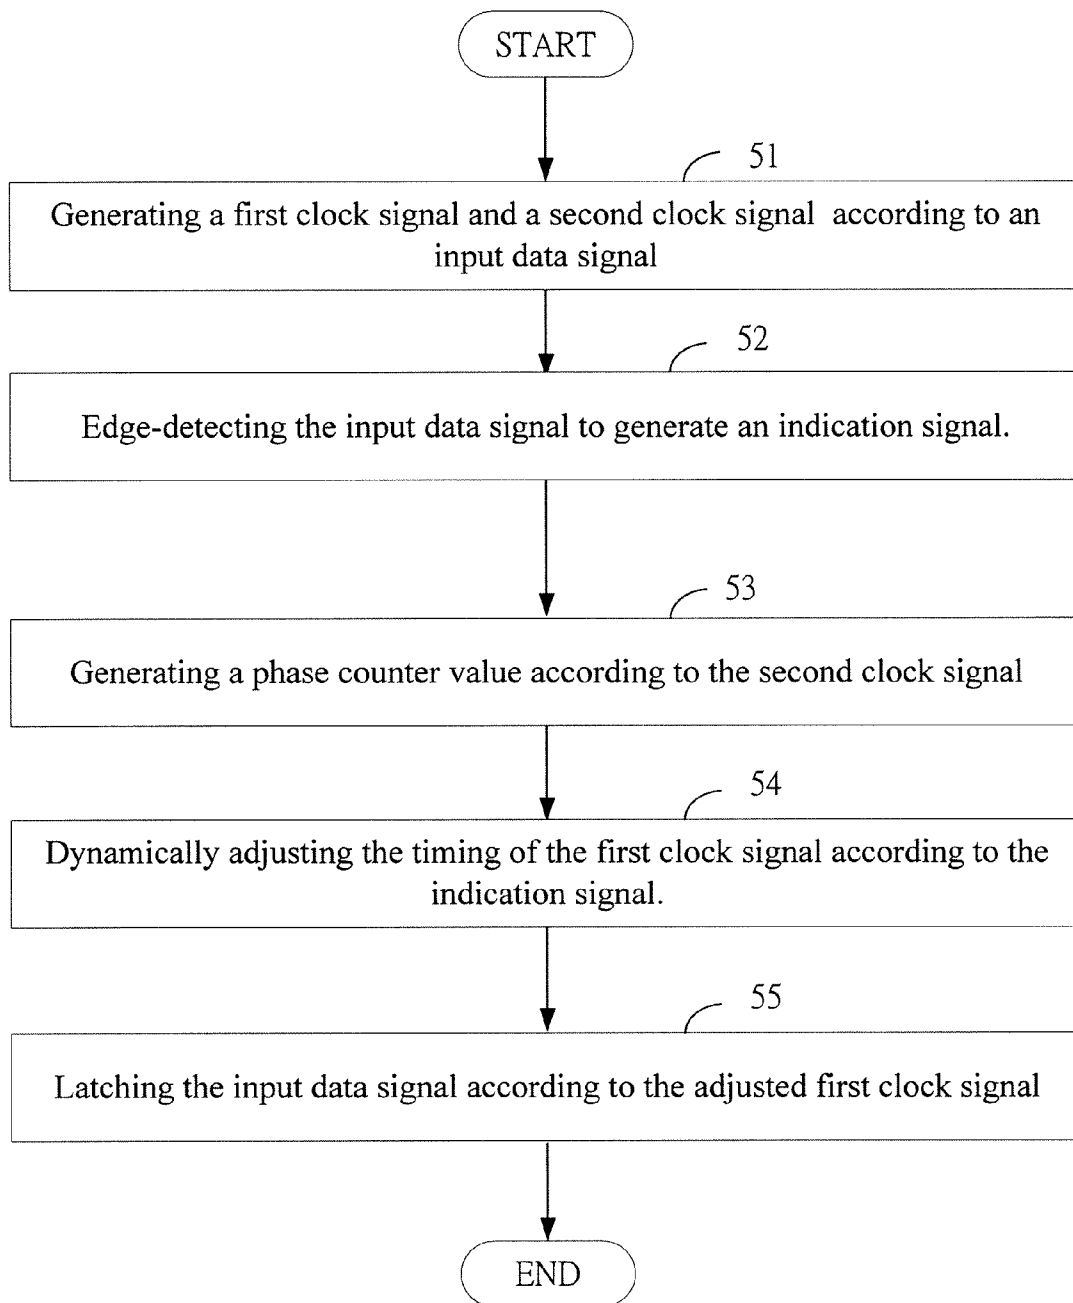 START
51
Generating a first clock signal and a second clock signal according to an
input data signal
52
Edge-detecting the input data signal to generate an indication signal.
53
Generating a phase counter value according to the second clock signal
54
Dynamically adjusting the timing of the first clock signal according to the
indication signal.
55
Latching the input data signal according to the adjusted first clock signal
END